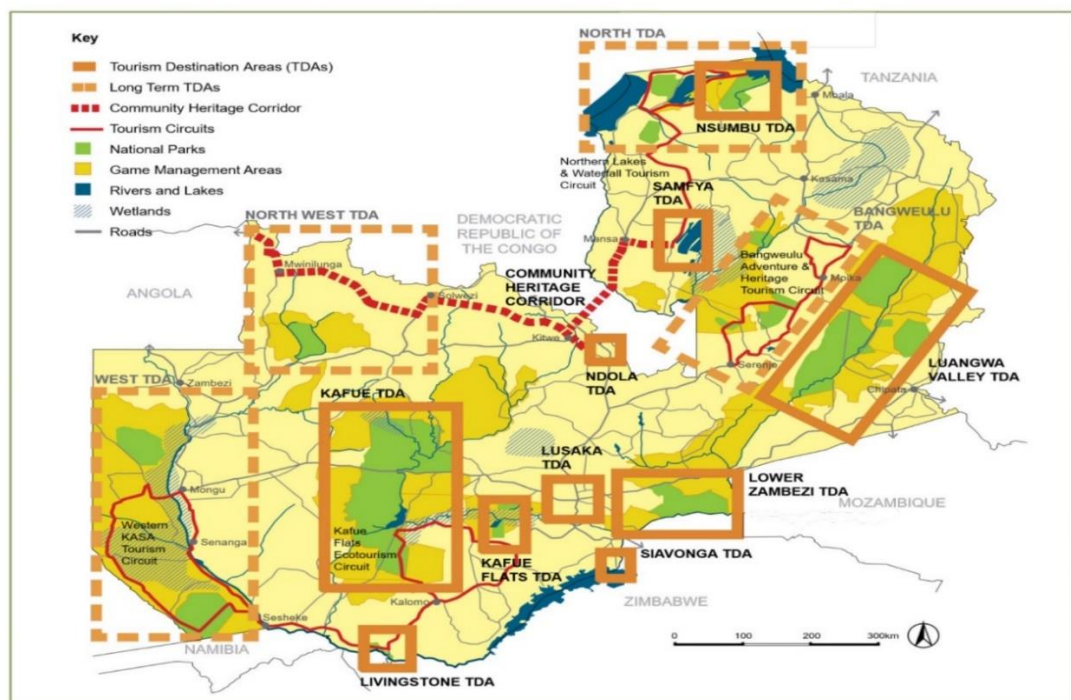 Key
Tourism Destination Areas (TDAs)
Long Term TDAs
Community Heritage Corridor
Tourism Circuits
National Parks
Game Management Areas
Rivers and Lakes
Wetlands
Roads
NORTH TDA
TANZANIA
Mbala
NSUMBU TDA
Northern Lakes
& Waterfall Tourism
Circuit
Kasama
SAMFYA
TDA
BANGWEULU
TDA
NORTH WEST TDA
DEMOCRATIC
REPUBLIC
OF THE CONGO
Mansa
Bangweulu
Adventure &
Heritage
Tourism Circuit
Mpika
Mwinilunga
ANGOLA
Solwezi
COMMUNITY
HERITAGE
CORRIDOR
Kitwe
NDOLA
TDA
Serenje
LUANGWA
VALLEY TDA
Chipata
WEST TDA
Zambezi
KAFUE TDA
LUSAKA
TDA
LOWER
ZAMBEZI TDA
MOZAMBIQUE
Mongu
Western
KASA
Tourism
Circuit
Senanga
Kafue
Flats
Ecotourism
Circuit
KAFUE
FLATS TDA
SIAVONGA TDA
ZIMBABWE
Kalomo
Sesheke
NAMIBIA
LIVINGSTONE TDA
0
100
200
300km